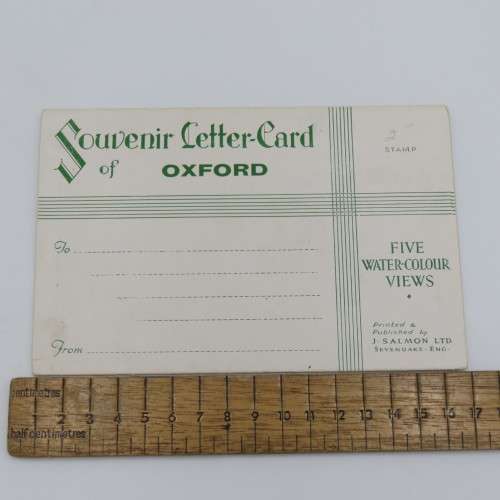 Souvenir Letter-Card
of OXFORD
2
STAMP
To
FIVE
WATER-COLOUR
VIEWS
Printed &
Published by
J. SALMON LTD
SEVENOAKS - ENG.
From
centimetres
1 2 3 4 5 6 7 8 9 10 11 12 13 14 15 16 17
half centimetres